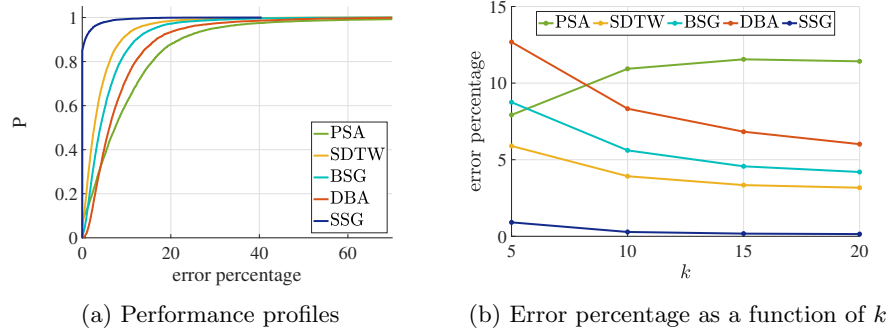 1
0.8
0.6
0.4
0.2
0
P
0 20 40 60
error percentage
PSA
SDTW
BSG
DBA
SSG
(a) Performance profiles
15
10
5
0
error percentage
PSA SDTW BSG DBA SSG
5 10 15 20
k
(b) Error percentage as a function of k